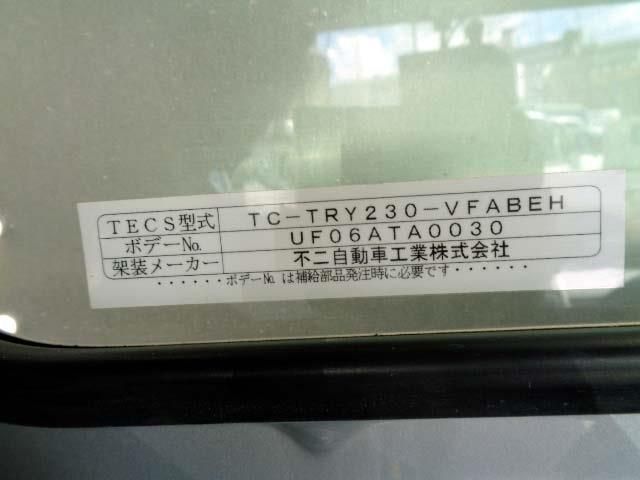 TECS型式 TC-TRY230-VFABEH
ボデーNo. UF06ATA0030
架装メーカー 不二自動車工業株式会社
・・・・・・ボデー№ は補給部品発注時に必要です・・・・・・